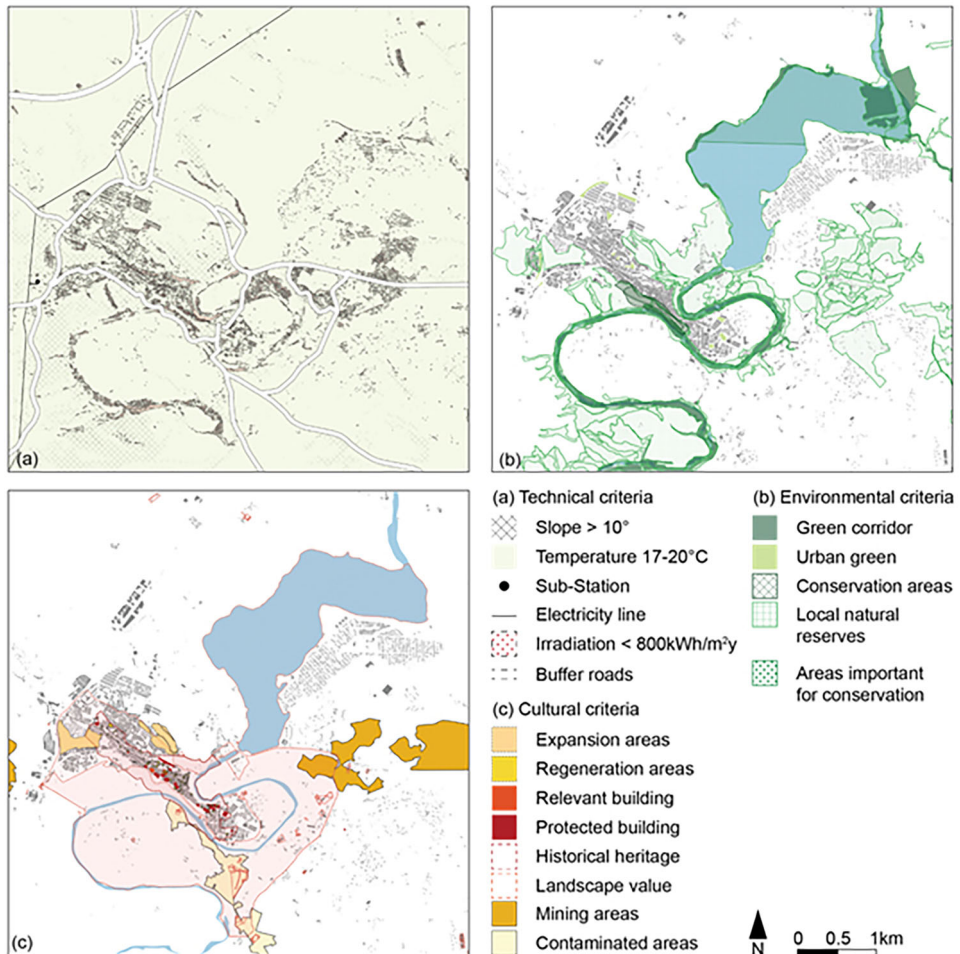 (a)
(b)
(c)
(a) Technical criteria
Slope > 10°
Temperature 17-20°C
Sub-Station
Electricity line
Irradiation < 800kWh/m²y
Buffer roads
(b) Environmental criteria
Green corridor
Urban green
Conservation areas
Local natural
reserves
Areas important
for conservation
(c) Cultural criteria
Expansion areas
Regeneration areas
Relevant building
Protected building
Historical heritage
Landscape value
Mining areas
Contaminated areas
N
0 0.5 1km